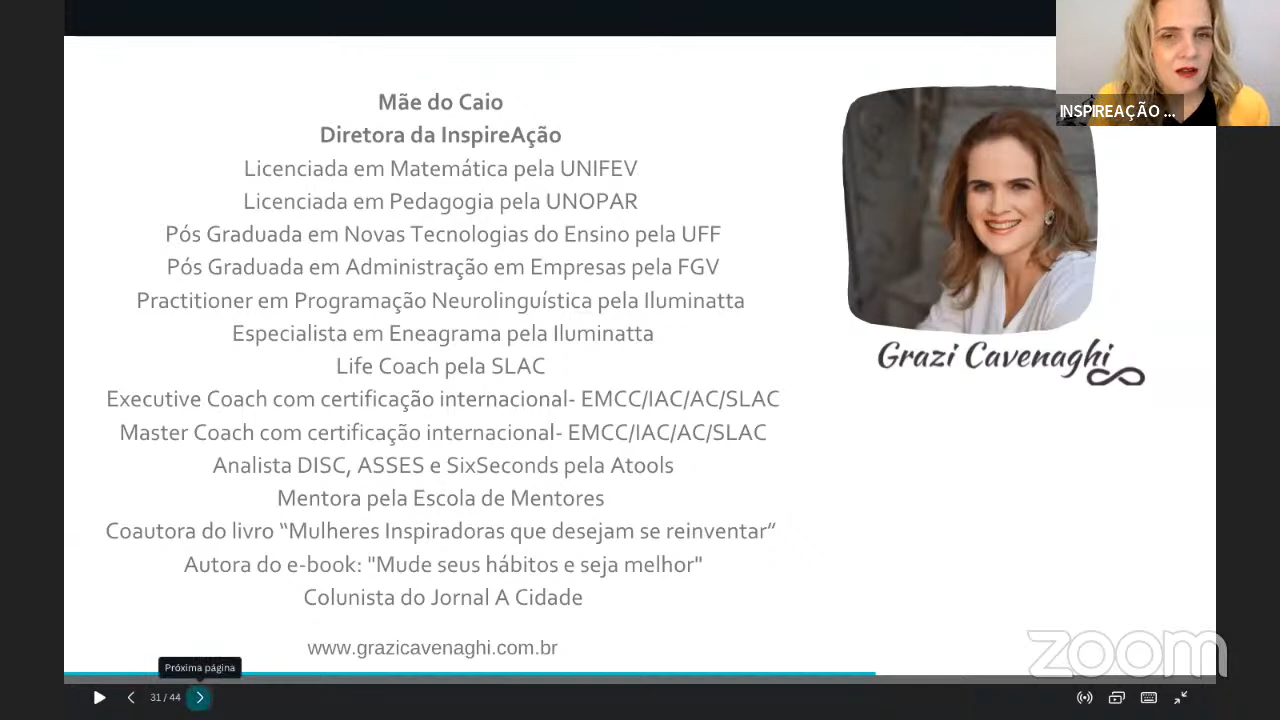 INSPIREAÇÃO ...
Mãe do Caio
Diretora da InspireAção
Licenciada em Matemática pela UNIFEV
Licenciada em Pedagogia pela UNOPAR
Pós Graduada em Novas Tecnologias do Ensino pela UFF
Pós Graduada em Administração em Empresas pela FGV
Practitioner em Programação Neurolinguística pela Iluminatta
Especialista em Eneagrama pela Iluminatta
Life Coach pela SLAC
Executive Coach com certificação internacional- EMCC/IAC/AC/SLAC
Master Coach com certificação internacional- EMCC/IAC/AC/SLAC
Analista DISC, ASSES e SixSeconds pela Atools
Mentora pela Escola de Mentores
Coautora do livro “Mulheres Inspiradoras que desejam se reinventar”
Autora do e-book: "Mude seus hábitos e seja melhor"
Colunista do Jornal A Cidade
www.grazicavenaghi.com.br
Grazi Cavenaghi
zoom
Próxima página
31 / 44